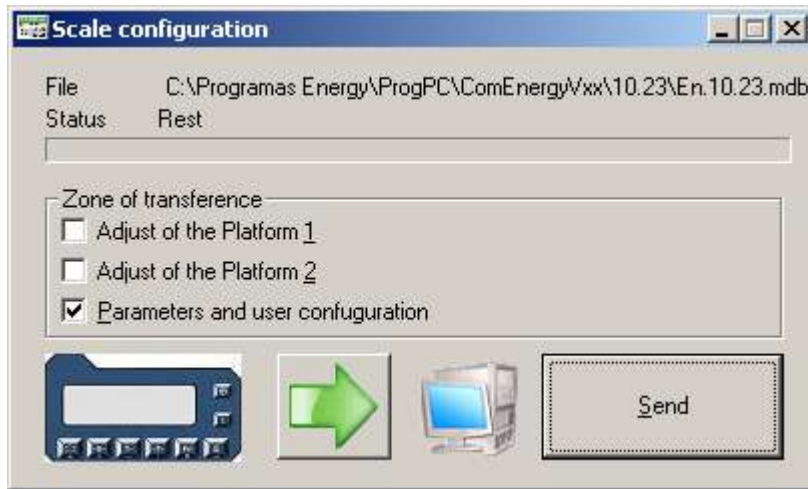 Scale configuration
File C:\Programas Energy\ProgPC\ComEnergyVxx\10.23\En.10.23.mdb
Status Rest
Zone of transference
Adjust of the Platform 1
Adjust of the Platform 2
Parameters and user confuguration
Send